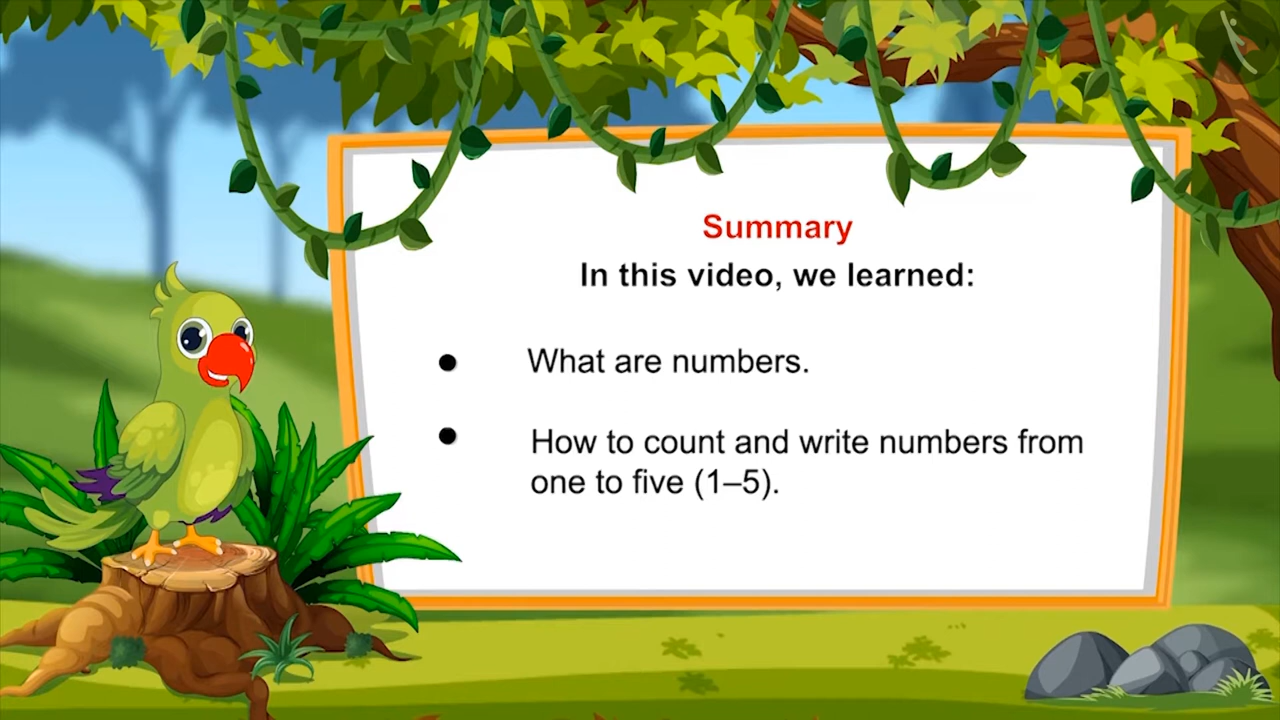 Summary
In this video, we learned:
● What are numbers.
● How to count and write numbers from
one to five (1–5).